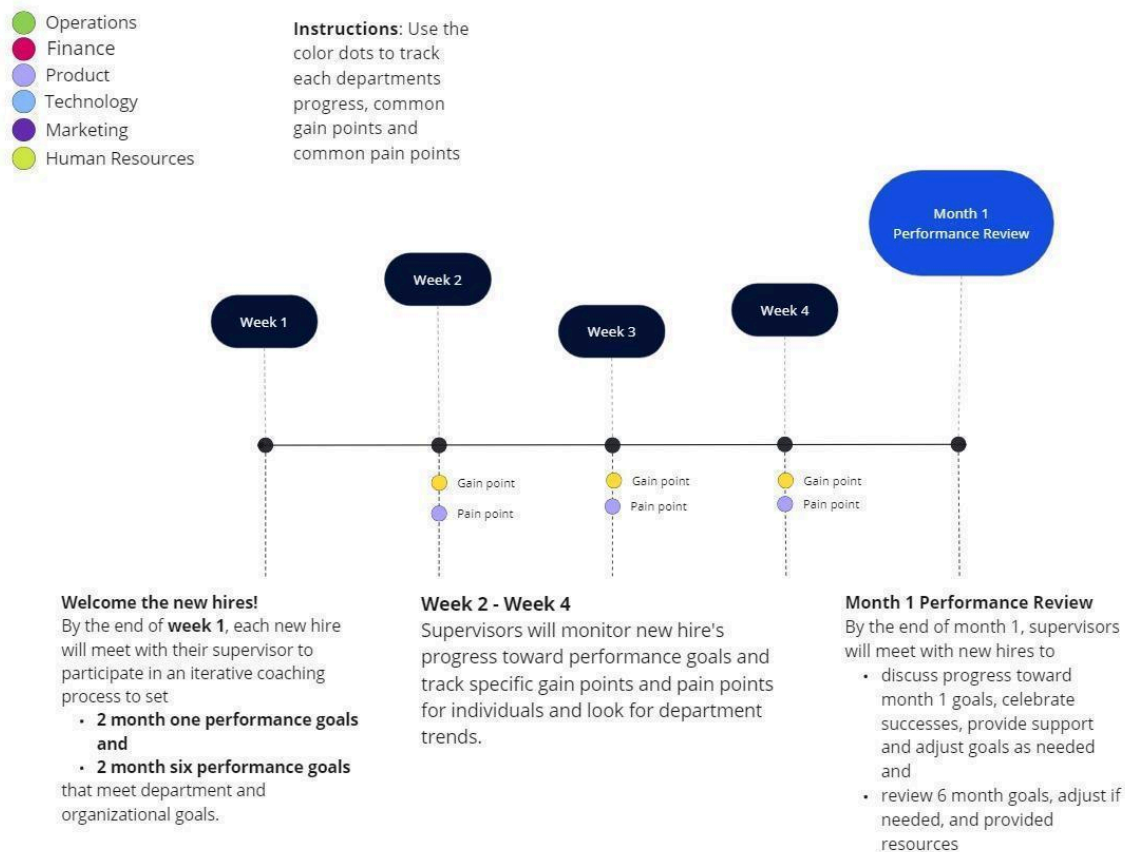 Operations
Finance
Product
Technology
Marketing
Human Resources
Instructions: Use the
color dots to track
each departments
progress, common
gain points and
common pain points
Month 1
Performance Review
Week 2
Week 4
Week 1
Week 3
Gain point
Pain point
Gain point
Pain point
Gain point
Pain point
Welcome the new hires!
By the end of week 1, each new hire
will meet with their supervisor to
participate in an iterative coaching
process to set
• 2 month one performance goals
and
• 2 month six performance goals
that meet department and
organizational goals.
Week 2 - Week 4
Supervisors will monitor new hire's
progress toward performance goals and
track specific gain points and pain points
for individuals and look for department
trends.
Month 1 Performance Review
By the end of month 1, supervisors
will meet with new hires to
• discuss progress toward
month 1 goals, celebrate
successes, provide support
and adjust goals as needed
and
• review 6 month goals, adjust if
needed, and provided
resources